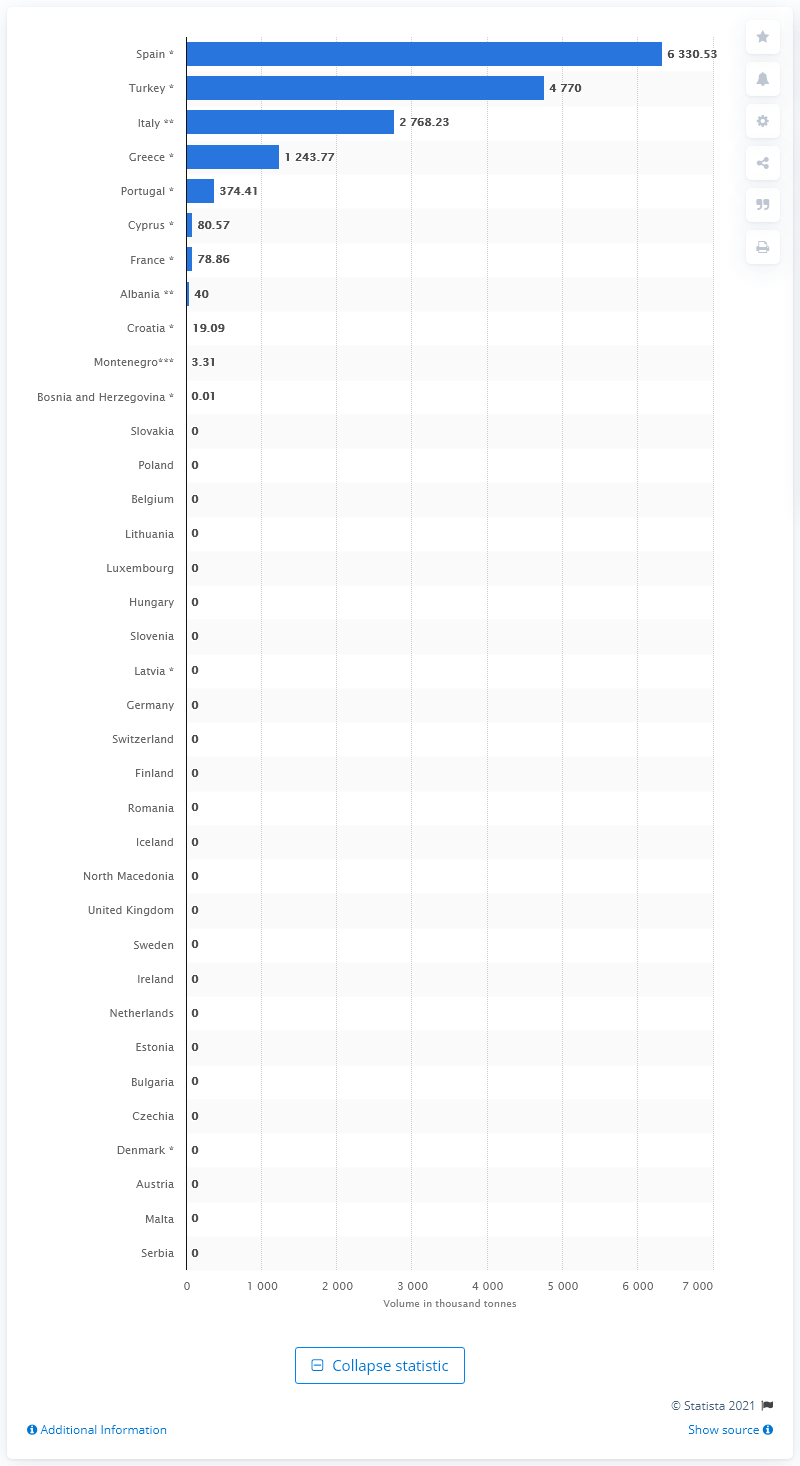 Spain * 6 330.53
Turkey * 4 770
Italy ** 2 768.23
Greece * 1 243.77
Portugal * 374.41
Cyprus * 80.57
France * 78.86
Albania ** 40
Croatia * 19.09
Montenegro*** 3.31
Bosnia and Herzegovina * 0.01
Slovakia 0
Poland 0
Belgium 0
Lithuania 0
Luxembourg 0
Hungary 0
Slovenia 0
Latvia * 0
Germany 0
Switzerland 0
Finland 0
Romania 0
Iceland 0
North Macedonia 0
United Kingdom 0
Sweden 0
Ireland 0
Netherlands 0
Estonia 0
Bulgaria 0
Czechia 0
Denmark * 0
Austria 0
Malta 0
Serbia 0
0 1 000 2 000 3 000 4 000 5 000 6 000 7 000
Volume in thousand tonnes
Collapse statistic
© Statista 2021
Additional Information Show source